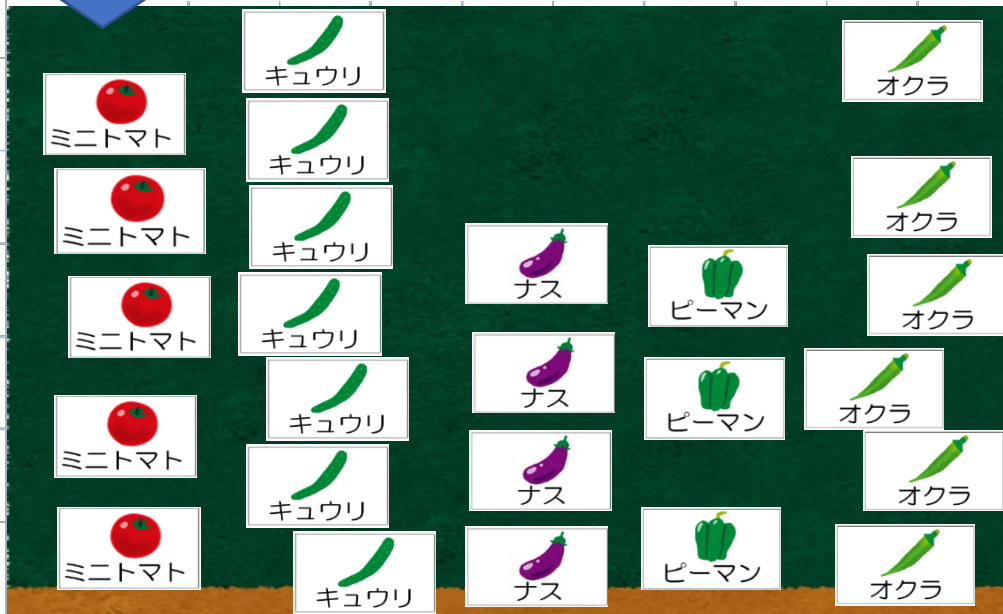 ミニトマト
ミニトマト
ミニトマト
ミニトマト
ミニトマト
キュウリ
キュウリ
キュウリ
キュウリ
キュウリ
キュウリ
キュウリ
ナス
ナス
ナス
ナス
ピーマン
ピーマン
ピーマン
オクラ
オクラ
オクラ
オクラ
オクラ
オクラ